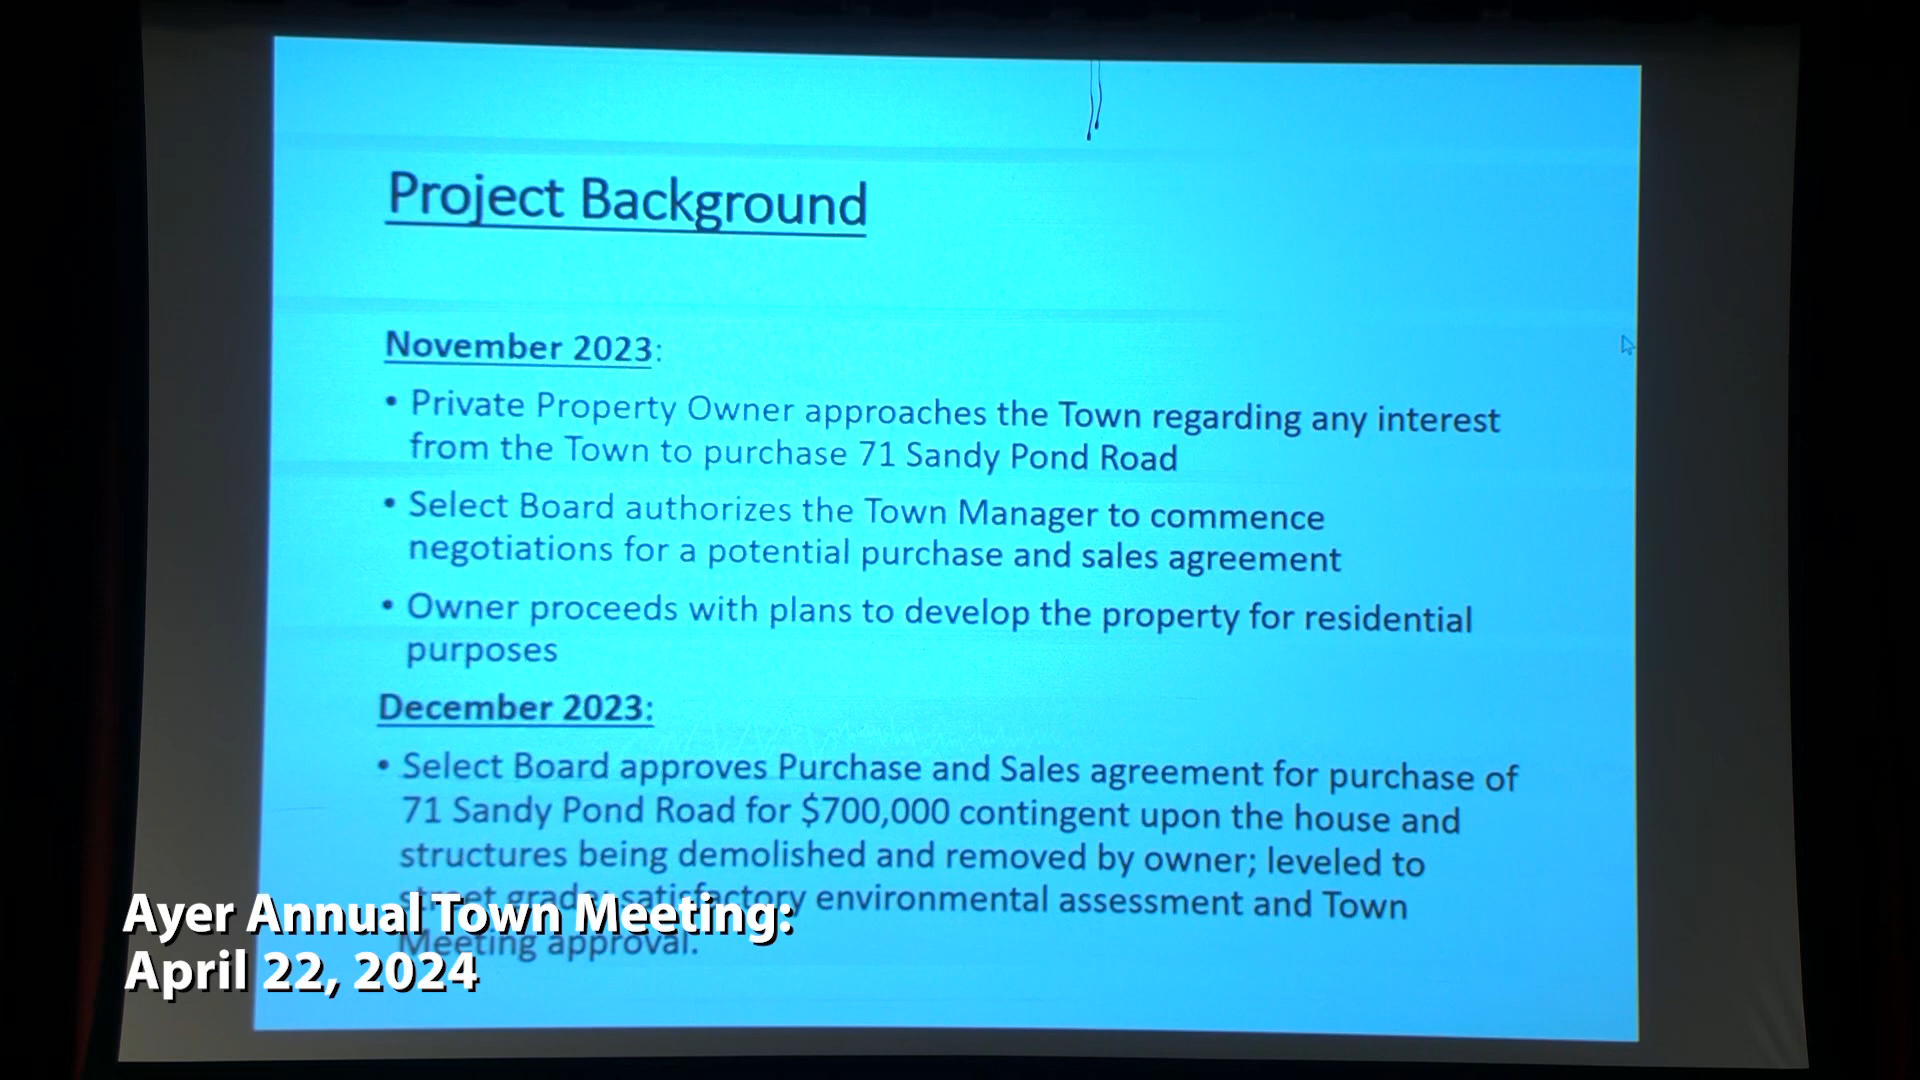 Project Background
November 2023:
• Private Property Owner approaches the Town regarding any interest
from the Town to purchase 71 Sandy Pond Road
• Select Board authorizes the Town Manager to commence
negotiations for a potential purchase and sales agreement
• Owner proceeds with plans to develop the property for residential
purposes
December 2023:
• Select Board approves Purchase and Sales agreement for purchase of
71 Sandy Pond Road for $700,000 contingent upon the house and
structures being demolished and removed by owner; leveled to
street grade; satisfactory environmental assessment and Town
Meeting approval.
Ayer Annual Town Meeting:
April 22, 2024